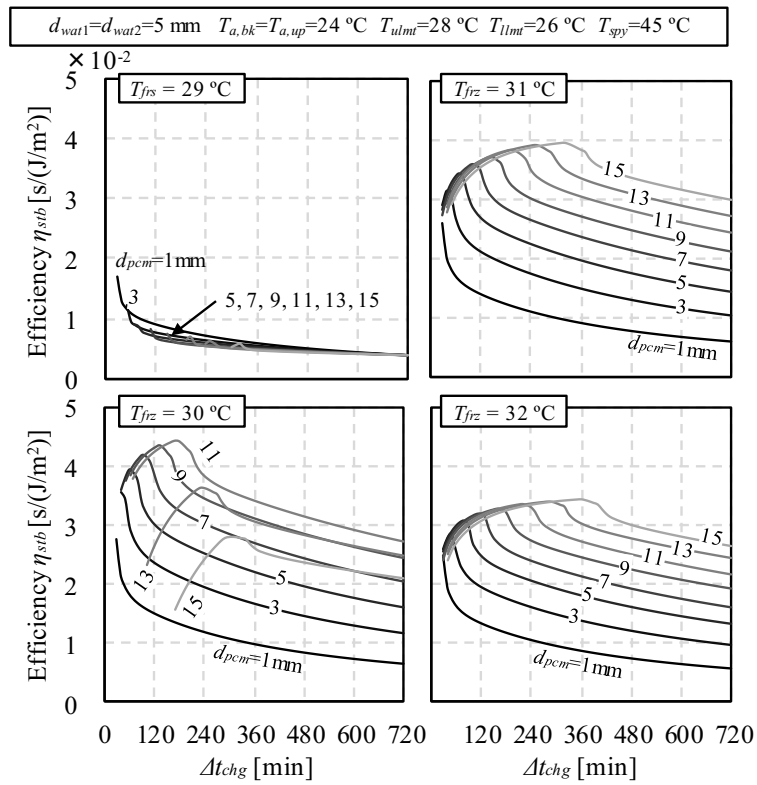 d_wat1=d_wat2=5 mm T_a,bk=T_a,up=24 ºC T_ulmt=28 ºC T_llmt=26 ºC T_spy=45 ºC
× 10⁻²
T_frs = 29 ºC
T_frz = 31 ºC
Efficiency η_stb [s/(J/m²)]
5
4
3
2
1
0
d_pcm=1mm
3
5, 7, 9, 11, 13, 15
15
13
11
9
7
5
3
d_pcm=1mm
T_frz = 30 ºC
T_frz = 32 ºC
Efficiency η_stb [s/(J/m²)]
5
4
3
2
1
0
11
9
7
5
3
13
15
d_pcm=1mm
15
13
11
9
7
5
3
d_pcm=1mm
0 120 240 360 480 600 720
0 120 240 360 480 600 720
Δt_chg [min]
Δt_chg [min]